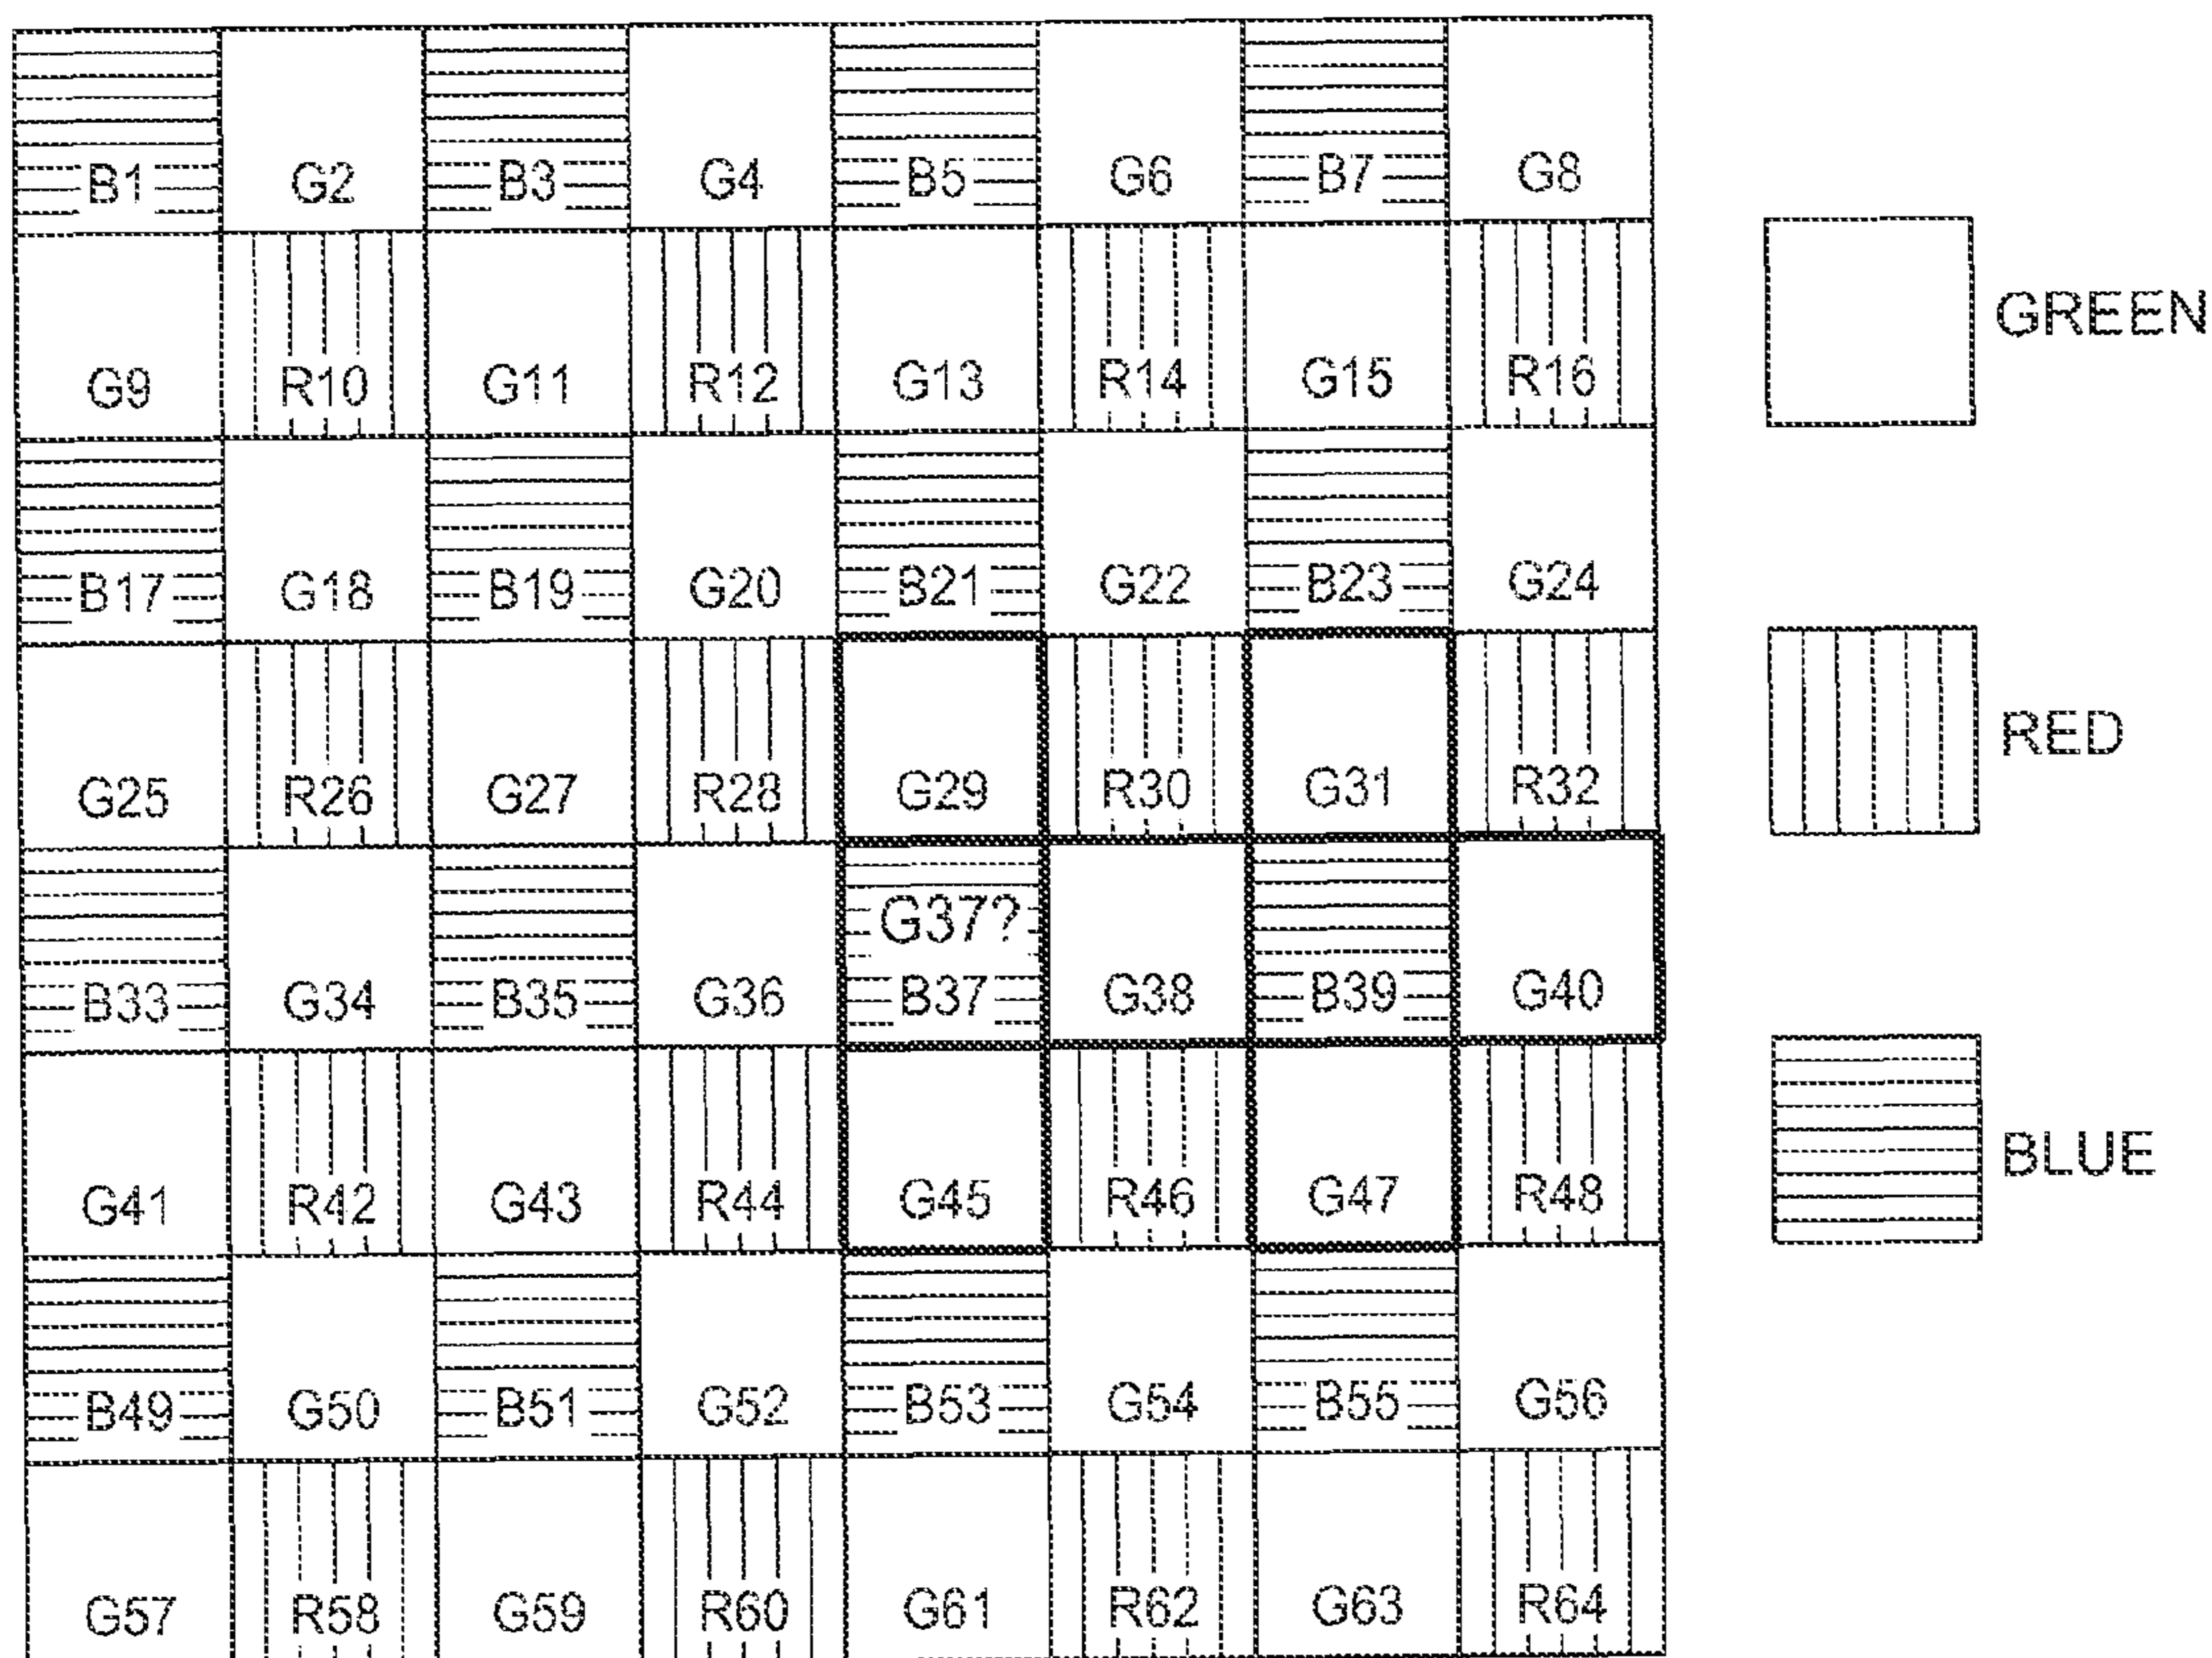 B1 G2 B3 G4 B5 G6 B7 G8
G9 R10 G11 R12 G13 R14 G15 R16
GREEN
B17 G18 B19 G20 B21 G22 B23 G24
G25 R26 G27 R28 G29 R30 G31 R32
RED
G37?
B33 G34 B35 G36 B37 G38 B39 G40
G41 R42 G43 R44 G45 R46 G47 R48
BLUE
B49 G50 B51 G52 B53 G54 B55 G56
G57 R58 G59 R60 G61 R62 G63 R64